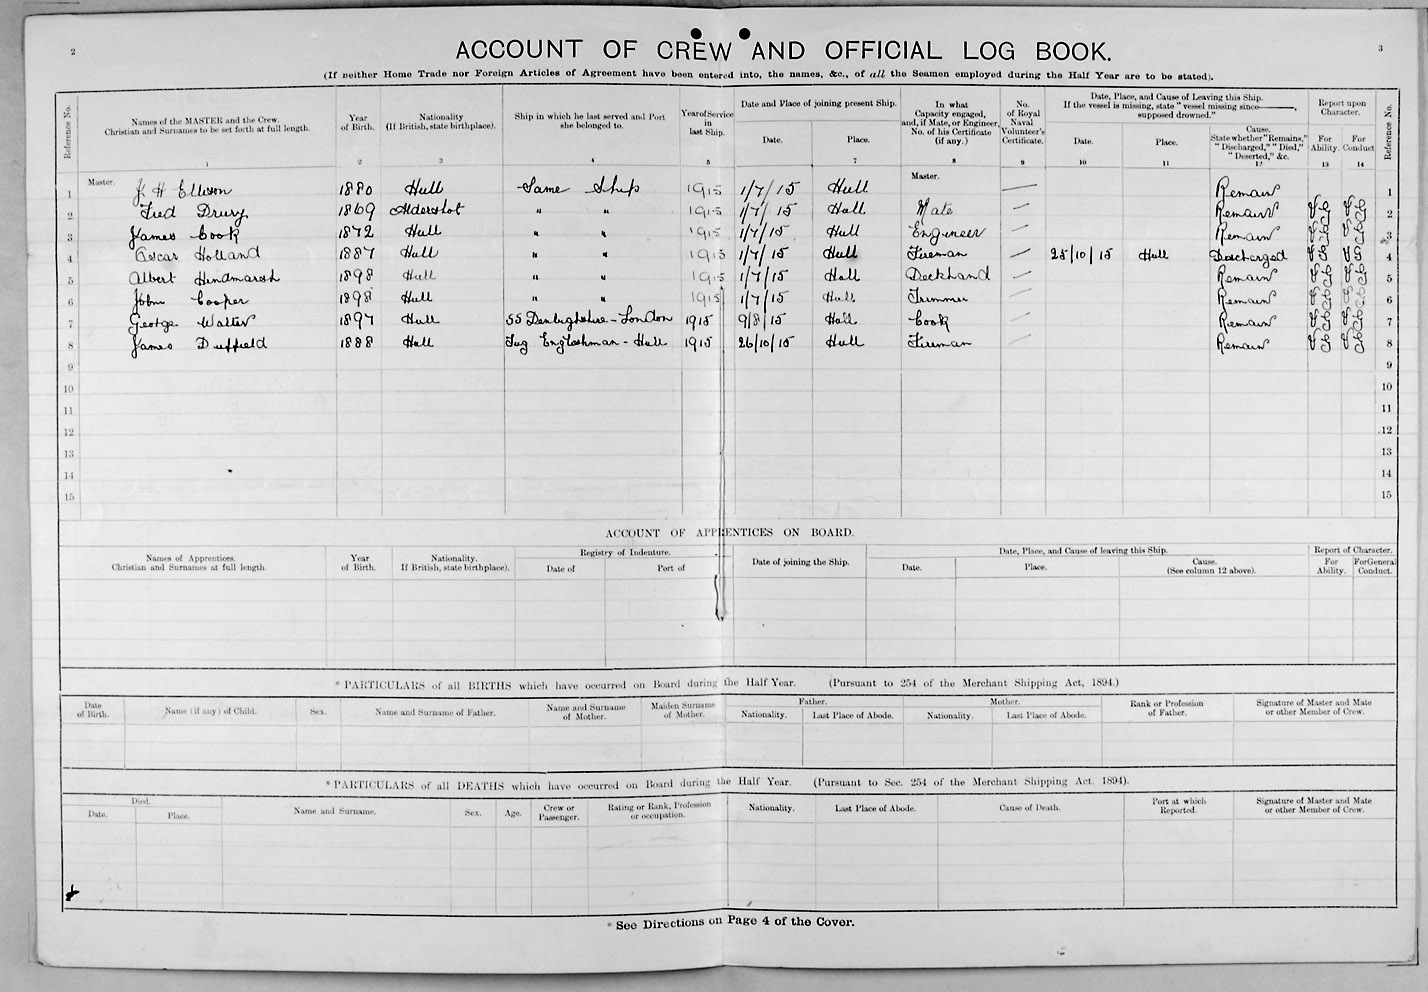 2
3
ACCOUNT OF CREW AND OFFICIAL LOG BOOK.
(If neither Home Trade nor Foreign Articles of Agreement have been entered into, the names, &c., of all the Seamen employed during the Half Year are to be stated).
Reference No. Names of the MASTER and the Crew. Christian and Surnames to be set forth at full length. Year of Birth. Nationality (If British, state birthplace). Ship in which he last served and Port she belonged to. Year of Service in last Ship. Date and Place of joining present Ship. Date. Place. In what Capacity engaged, and, if Mate, or Engineer, No. of his Certificate (if any.) No. of Royal Naval Volunteer's Certificate. Date, Place, and Cause of Leaving this Ship. If the vessel is missing, state "vessel missing since———, supposed drowned." Date. Place. Cause. State whether "Remains," "Discharged," "Died," "Deserted," &c. Report upon Character. For Ability. For Conduct Reference No.
1 2 3 4 5 7 8 9 10 11 12 13 14
1 Master. J H Ellison 1880 Hull Same Ship 1915 1/7/15 Hull Master. — Remain 1
2 Fred Drury 1869 Aldershot " " 1915 1/7/15 Hull Mate — Remain 2
3 James Cook 1872 Hull " " 1915 1/7/15 Hull Engineer — Remain 3
4 Oscar Holland 1887 Hull " " 1915 1/7/15 Hull Fireman — 25/10/15 Hull Discharged 4
5 Albert Hindmarsh 1898 Hull " " 1915 1/7/15 Hull Deckhand — Remain 5
6 John Cooper 1898 Hull " " 1915 1/7/15 Hull Trimmer — Remain 6
7 George Walter 1897 Hull SS Denbighshire - London 1915 9/8/15 Hull Cook — Remain 7
8 James Duffield 1888 Hull Tug Englishman - Hull 1915 26/10/15 Hull Fireman — Remain 8
9 9
10 10
11 11
12 12
13 13
14 14
15 15
ACCOUNT OF APPRENTICES ON BOARD.
Names of Apprentices. Christian and Surnames at full length. Year of Birth. Nationality. If British, state birthplace). Registry of Indenture. Date of Port of Date of joining the Ship. Date, Place, and Cause of leaving this Ship. Date. Place. Cause. (See column 12 above). Report of Character. For Ability. For General Conduct.
* PARTICULARS of all BIRTHS which have occurred on Board during the Half Year. (Pursuant to 254 of the Merchant Shipping Act, 1894.)
Date of Birth. Name (if any) of Child. Sex. Name and Surname of Father. Name and Surname of Mother. Maiden Surname of Mother. Father. Nationality. Last Place of Abode. Mother. Nationality. Last Place of Abode. Rank or Profession of Father. Signature of Master and Mate or other Member of Crew.
* PARTICULARS of all DEATHS which have occurred on Board during the Half Year. (Pursuant to Sec. 254 of the Merchant Shipping Act. 1894).
Died. Date. Place. Name and Surname. Sex. Age. Crew or Passenger. Rating or Rank, Profession or occupation. Nationality. Last Place of Abode. Cause of Death. Port at which Reported. Signature of Master and Mate or other Member of Crew.
* See Directions on Page 4 of the Cover.